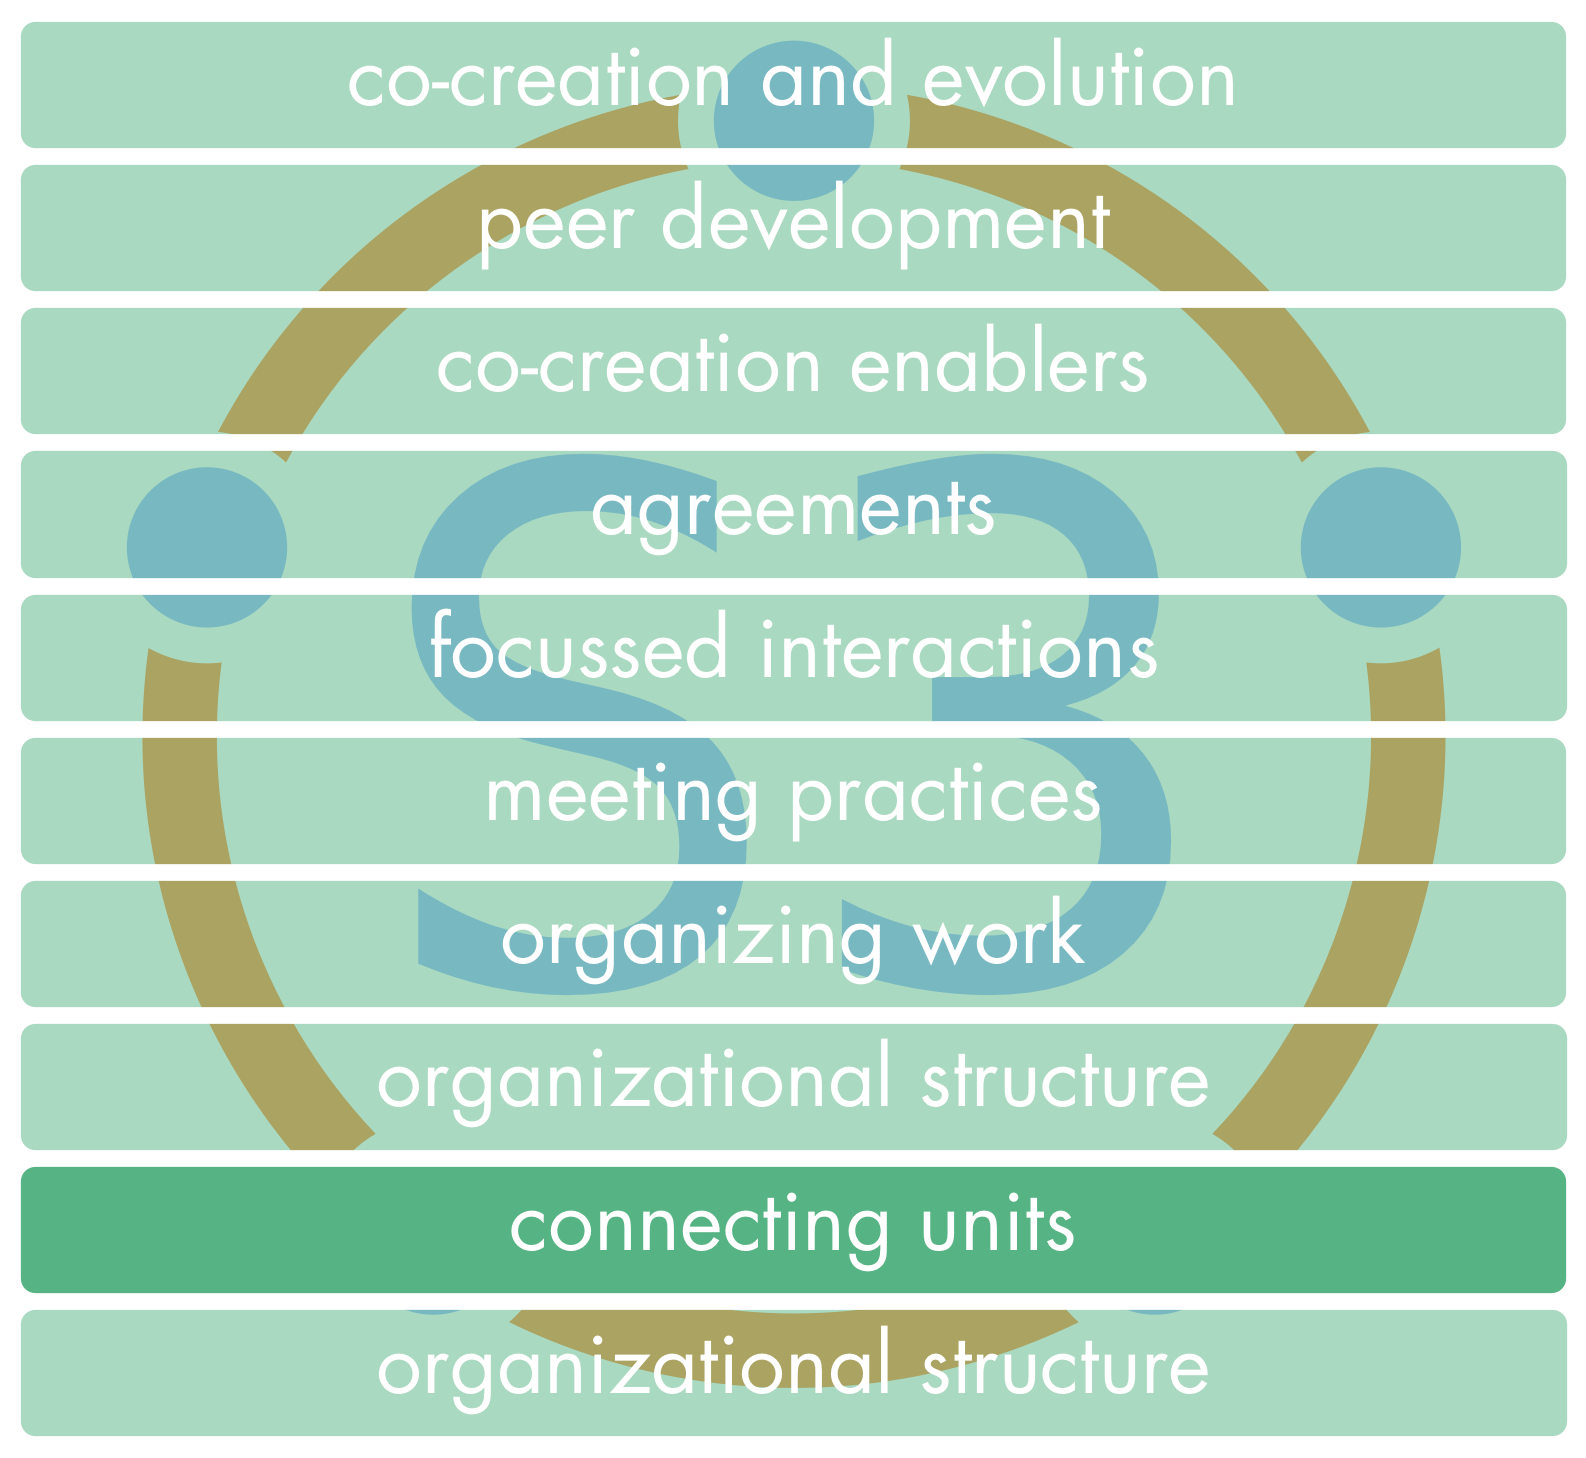 co-creation and evolution
peer development
co-creation enablers
agreements
S3
focussed interactions
meeting practices
organizing work
organizational structure
connecting units
organizational structure